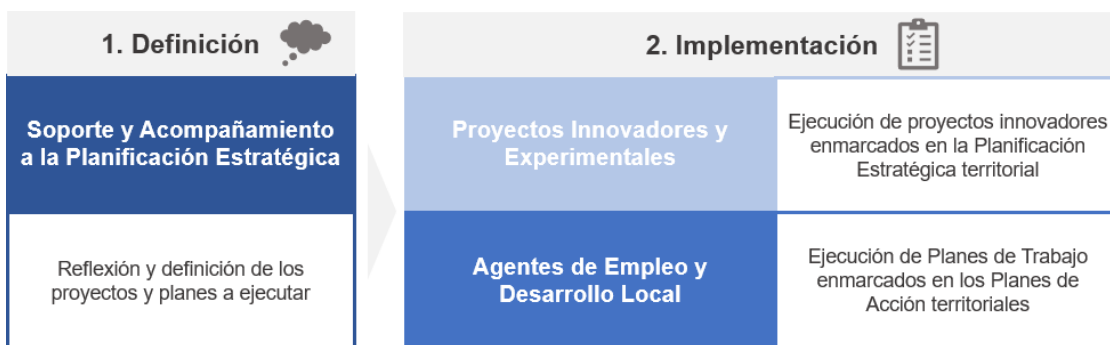 1. Definición
Soporte y Acompañamiento
a la Planificación Estratégica
Reflexión y definición de los
proyectos y planes a ejecutar
2. Implementación
Proyectos Innovadores y
Experimentales
Ejecución de proyectos innovadores
enmarcados en la Planificación
Estratégica territorial
Agentes de Empleo y
Desarrollo Local
Ejecución de Planes de Trabajo
enmarcados en los Planes de
Acción territoriales